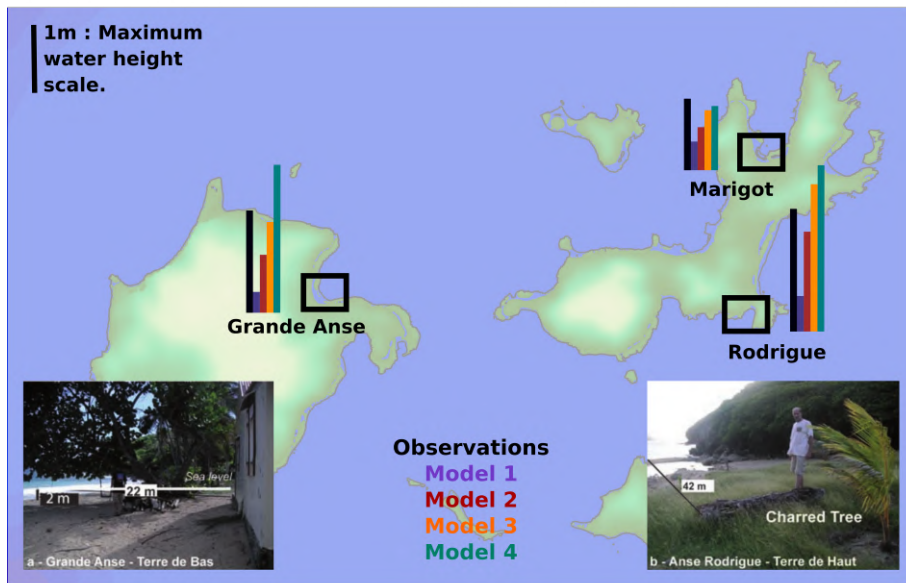 1m : Maximum
water height
scale.
Marigot
Grande Anse
Rodrigue
Observations
Model 1
Model 2
Model 3
Model 4
Sea level
22 m
2 m
a - Grande Anse - Terre de Bas
42 m
Charred Tree
b - Anse Rodrigue - Terre de Haut